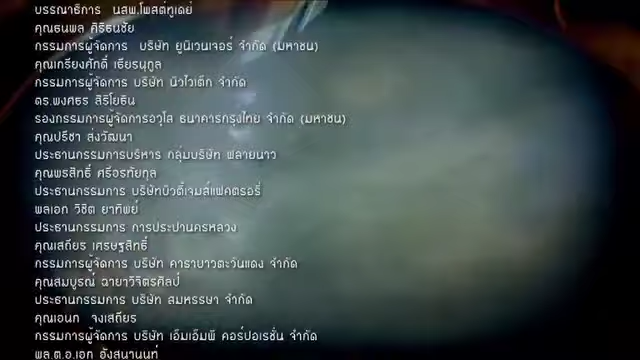 บรรณาธิการ นสพ.โพสต์ทูเดย์
คุณธนพล ศิริธนชัย
กรรมการผู้จัดการ บริษัท ยูนิเวนเจอร์ จำกัด (มหาชน)
คุณเกรียงศักดิ์ เธียรนุกูล
กรรมการผู้จัดการ บริษัท นิวไวเต็ก จำกัด
ดร.พงศธร สิริโยธิน
รองกรรมการผู้จัดการอวุโส ธนาคารกรุงไทย จำกัด (มหาชน)
คุณปรีชา ส่งวัฒนา
ประธานกรรมการบริหาร กลุ่มบริษัท ฟลายนาว
คุณพรสิทธิ์ ศรีอรทัยกุล
ประธานกรรมการ บริษัทบิวตี้เจมส์แฟคตรอรี่
พลเอก วิชิต ยาทิพย์
ประธานกรรมการ การประปานครหลวง
คุณเสถียร เศรษฐสิทธิ์
กรรมการผู้จัดการ บริษัท คาราบาวตะวันแดง จำกัด
คุณสมบูรณ์ ฉายาวิจิตรศิลป์
ประธานกรรมการ บริษัท สมหรรษา จำกัด
คุณเอนก จงเสถียร
กรรมการผู้จัดการ บริษัท เอ็มเอ็มพี คอร์ปอเรชั่น จำกัด
พล.ต.อ.เอก อังสนานนท์